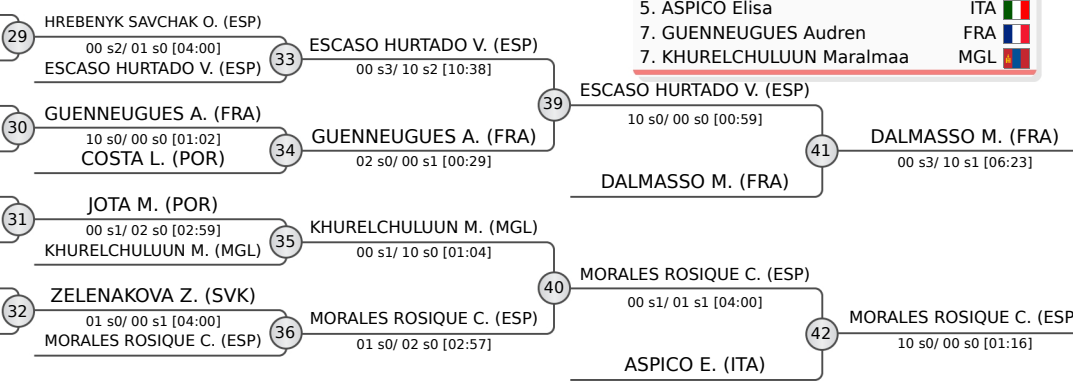 5. ASPICO Elisa ITA
7. GUENNEUGUES Audren FRA
7. KHURELCHULUUN Maralmaa MGL
29
HREBENYK SAVCHAK O. (ESP)
00 s2/ 01 s0 [04:00]
ESCASO HURTADO V. (ESP)
33
ESCASO HURTADO V. (ESP)
00 s3/ 10 s2 [10:38]
30
GUENNEUGUES A. (FRA)
10 s0/ 00 s0 [01:02]
COSTA L. (POR)
34
GUENNEUGUES A. (FRA)
02 s0/ 00 s1 [00:29]
39
ESCASO HURTADO V. (ESP)
10 s0/ 00 s0 [00:59]
DALMASSO M. (FRA)
41
DALMASSO M. (FRA)
00 s3/ 10 s1 [06:23]
31
JOTA M. (POR)
00 s1/ 02 s0 [02:59]
KHURELCHULUUN M. (MGL)
35
KHURELCHULUUN M. (MGL)
00 s1/ 10 s0 [01:04]
32
ZELENAKOVA Z. (SVK)
01 s0/ 00 s1 [04:00]
MORALES ROSIQUE C. (ESP)
36
MORALES ROSIQUE C. (ESP)
01 s0/ 02 s0 [02:57]
40
MORALES ROSIQUE C. (ESP)
00 s1/ 01 s1 [04:00]
ASPICO E. (ITA)
42
MORALES ROSIQUE C. (ESP
10 s0/ 00 s0 [01:16]